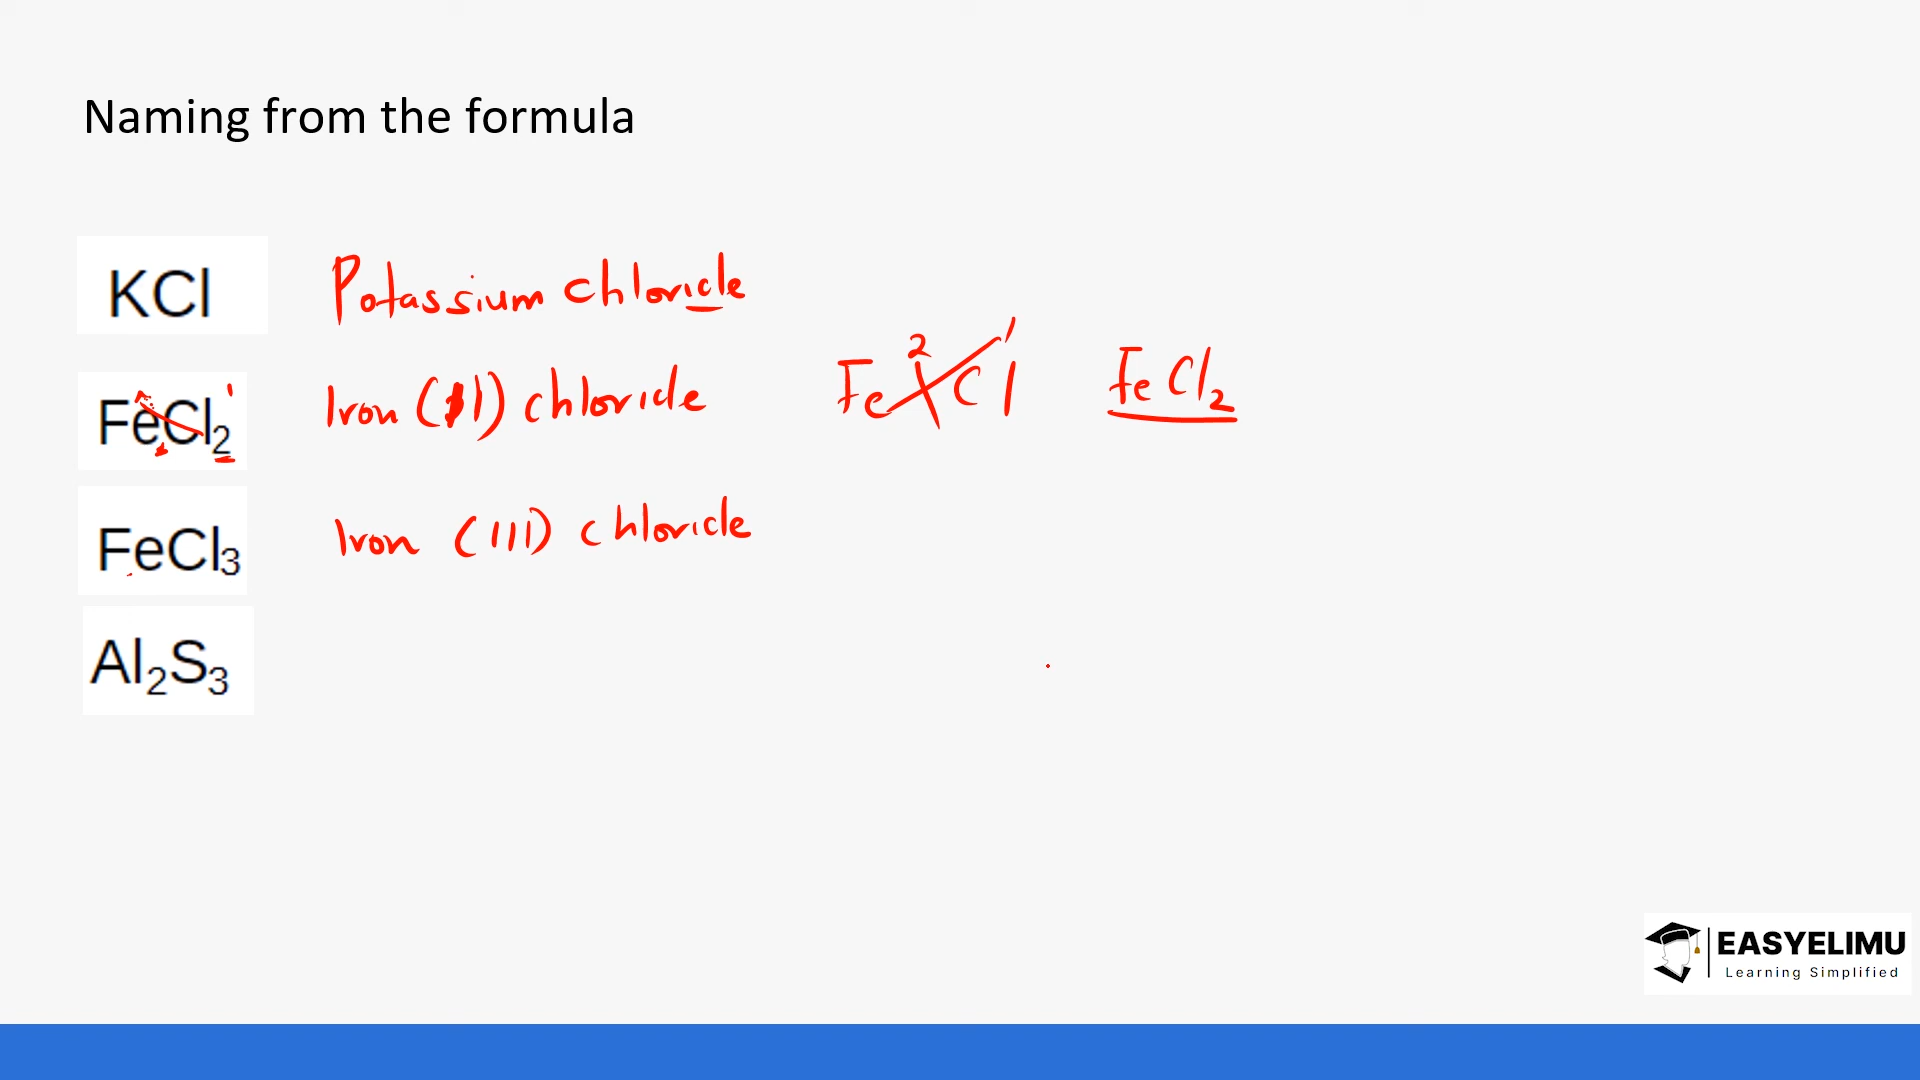 Naming from the formula
KCl Potassium chloride
FeCl₂ 1 Iron (II) chloride Fe 2 Cl 1 FeCl₂
FeCl₃ Iron (III) chloride
Al₂S₃
EASYELIMU
Learning Simplified